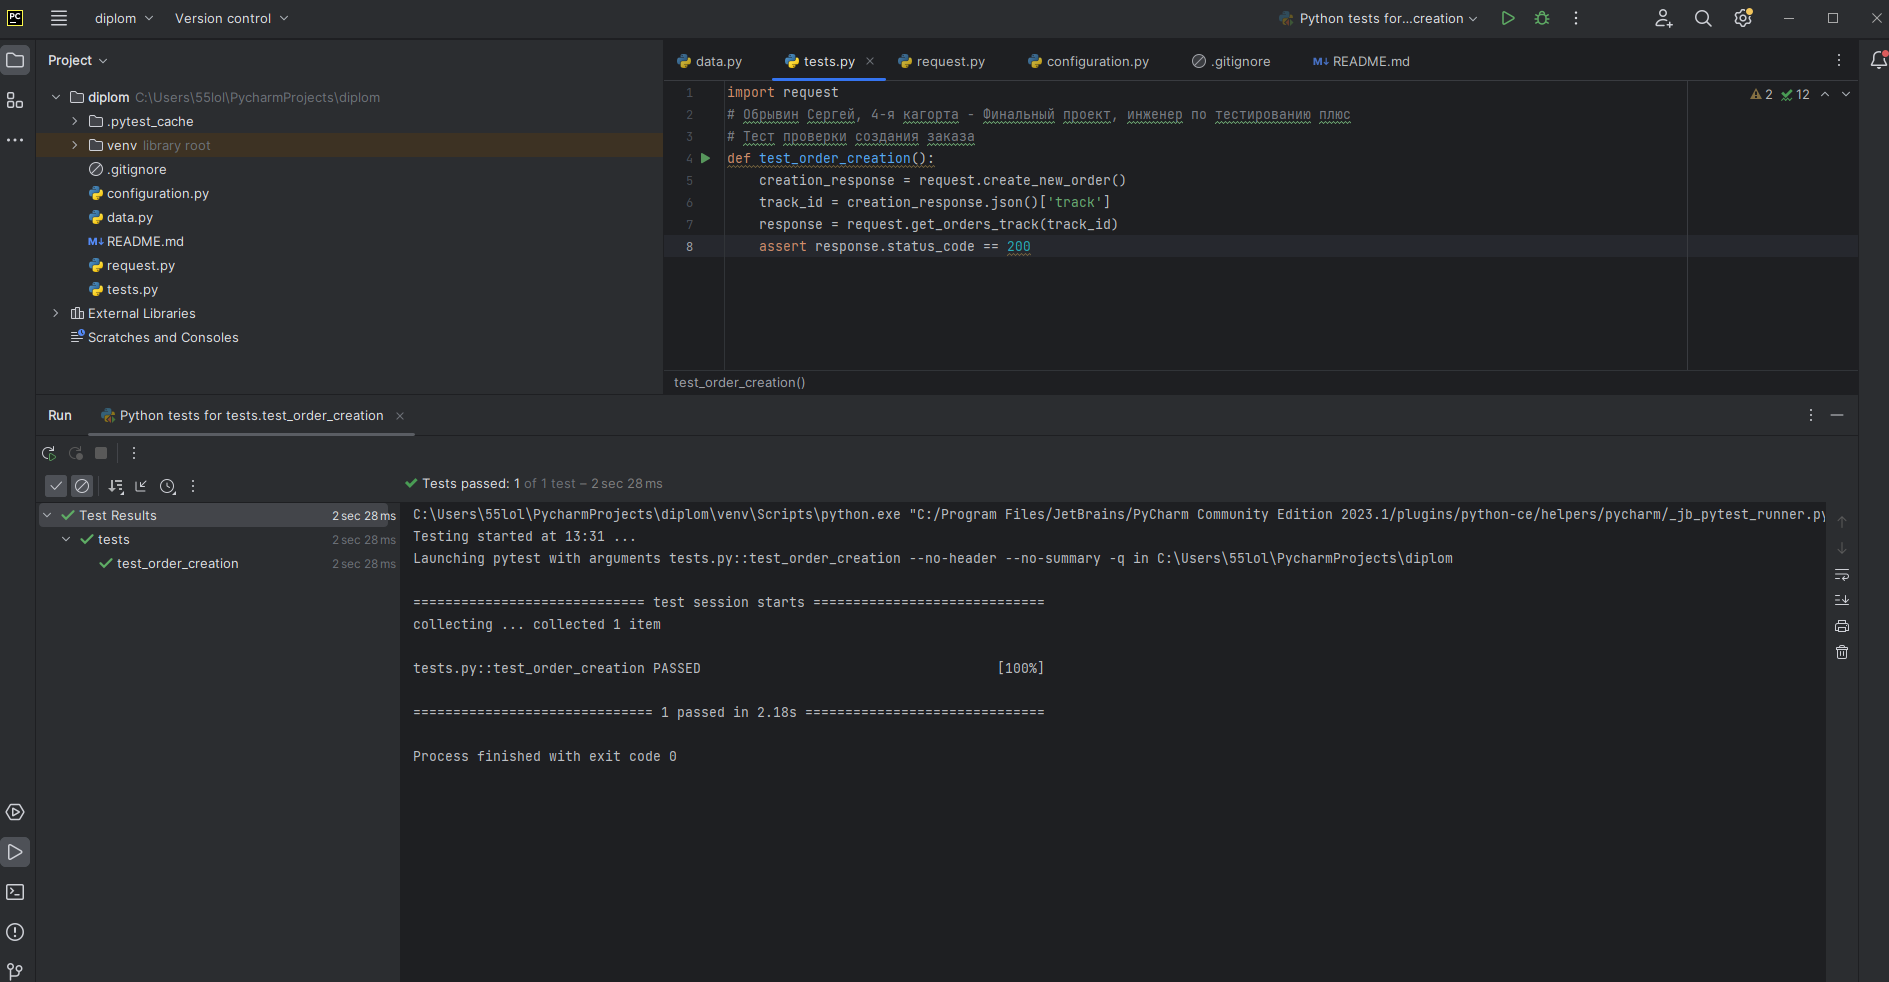 PC
diplom
Version control
Python tests for...creation
Project
diplom C:\Users\55lol\PycharmProjects\diplom
.pytest_cache
venv library root
.gitignore
configuration.py
data.py
README.md
request.py
tests.py
External Libraries
Scratches and Consoles
data.py
tests.py
request.py
configuration.py
.gitignore
README.md
2 12
1 import request
2 # Обрывин Сергей, 4-я кагорта - Финальный проект, инженер по тестированию плюс
3 # Тест проверки создания заказа
4 def test_order_creation():
5 creation_response = request.create_new_order()
6 track_id = creation_response.json()['track']
7 response = request.get_orders_track(track_id)
8 assert response.status_code == 200
test_order_creation()
Run
Python tests for tests.test_order_creation
Tests passed: 1 of 1 test – 2 sec 28 ms
Test Results 2 sec 28 ms
tests 2 sec 28 ms
test_order_creation 2 sec 28 ms
C:\Users\55lol\PycharmProjects\diplom\venv\Scripts\python.exe "C:/Program Files/JetBrains/PyCharm Community Edition 2023.1/plugins/python-ce/helpers/pycharm/_jb_pytest_runner.py
Testing started at 13:31 ...
Launching pytest with arguments tests.py::test_order_creation --no-header --no-summary -q in C:\Users\55lol\PycharmProjects\diplom
============================= test session starts =============================
collecting ... collected 1 item
tests.py::test_order_creation PASSED [100%]
============================== 1 passed in 2.18s ==============================
Process finished with exit code 0